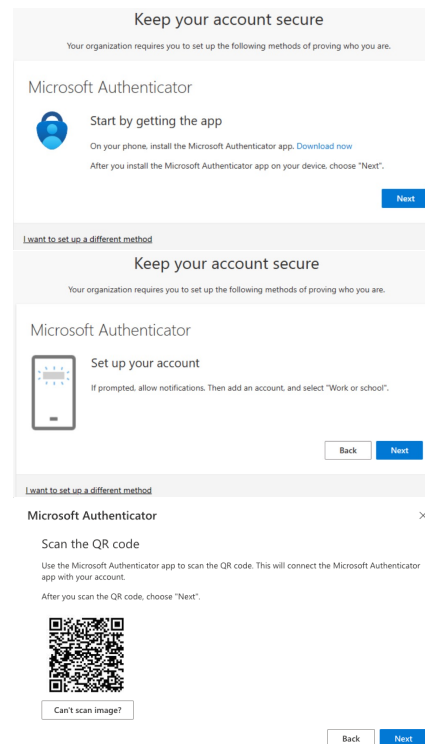 Keep your account secure
Your organization requires you to set up the following methods of proving who you are.
Microsoft Authenticator
Start by getting the app
On your phone, install the Microsoft Authenticator app. Download now
After you install the Microsoft Authenticator app on your device, choose "Next".
Next
I want to set up a different method
Keep your account secure
Your organization requires you to set up the following methods of proving who you are.
Microsoft Authenticator
Set up your account
If prompted, allow notifications. Then add an account, and select "Work or school".
Back Next
I want to set up a different method
Microsoft Authenticator
Scan the QR code
Use the Microsoft Authenticator app to scan the QR code. This will connect the Microsoft Authenticator
app with your account.
After you scan the QR code, choose "Next".
Can't scan image?
Back Next